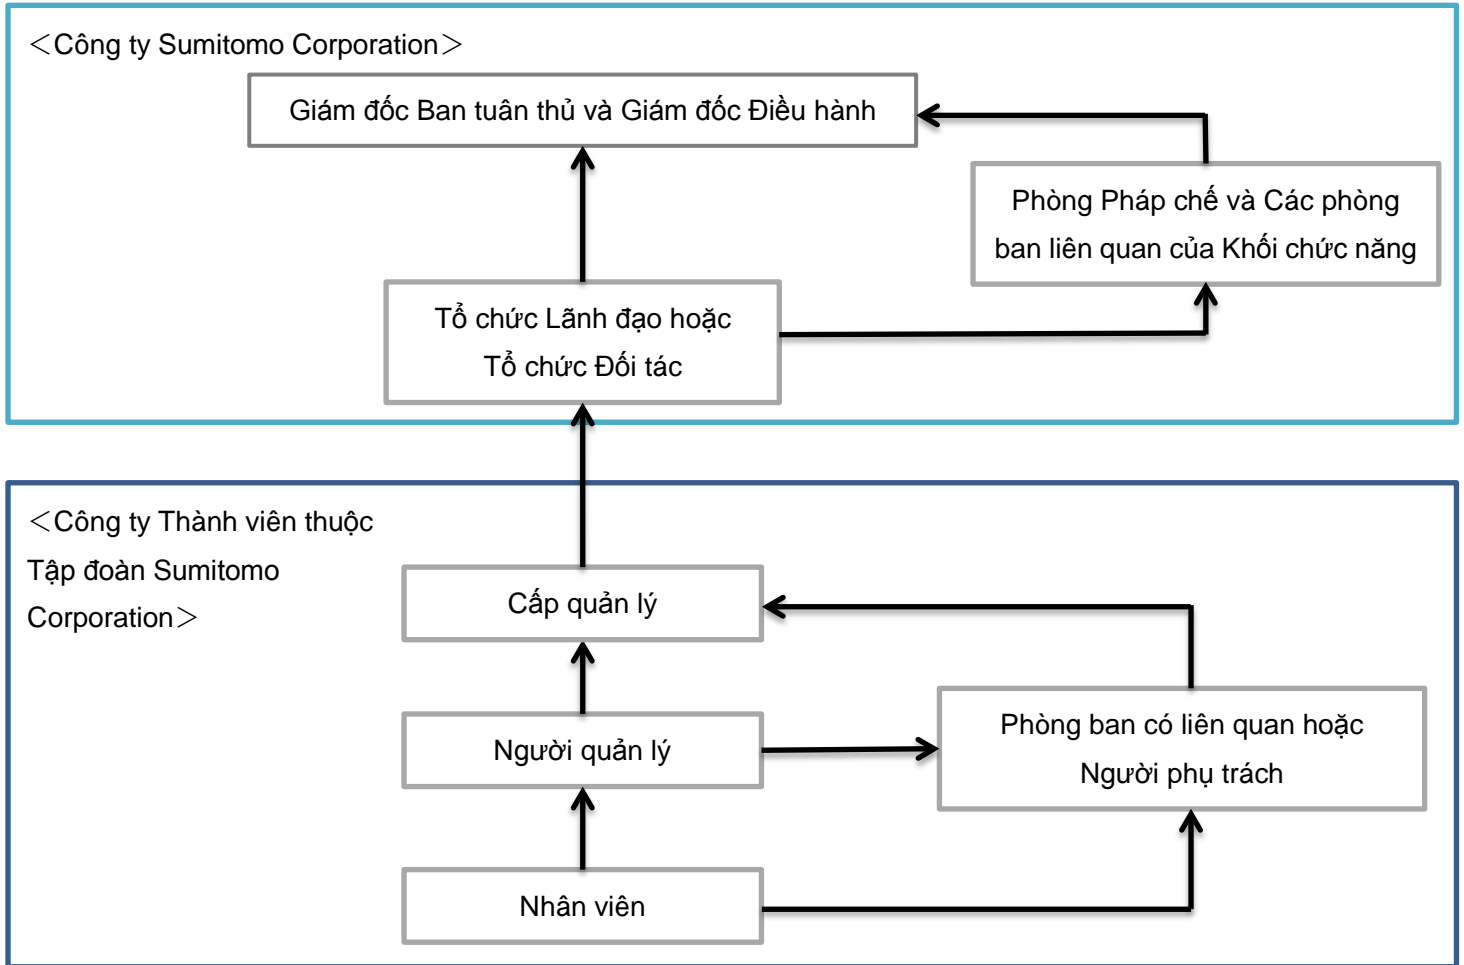 ＜Công ty Sumitomo Corporation＞
Giám đốc Ban tuân thủ và Giám đốc Điều hành
Phòng Pháp chế và Các phòng
ban liên quan của Khối chức năng
Tổ chức Lãnh đạo hoặc
Tổ chức Đối tác
＜Công ty Thành viên thuộc
Tập đoàn Sumitomo
Corporation＞
Cấp quản lý
Người quản lý
Phòng ban có liên quan hoặc
Người phụ trách
Nhân viên